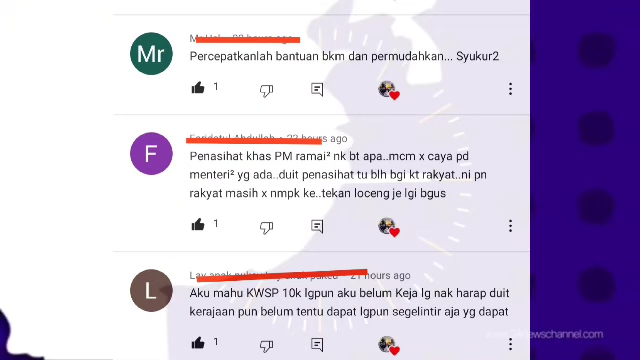 Mr
Percepatkanlah bantuan bkm dan permudahkan... Syukur2
1
F
hours ago
Penasihat khas PM ramai² nk bt apa..mcm x caya pd
menteri² yg ada..duit penasihat tu blh bgi kt rakyat..ni pn
rakyat masih x nmpk ke..tekan loceng je lgi bgus
1
L
21 hours ago
Aku mahu KWSP 10k lgpun aku belum Keja lg nak harap duit
kerajaan pun belum tentu dapat lgpun segelintir aja yg dapat
1